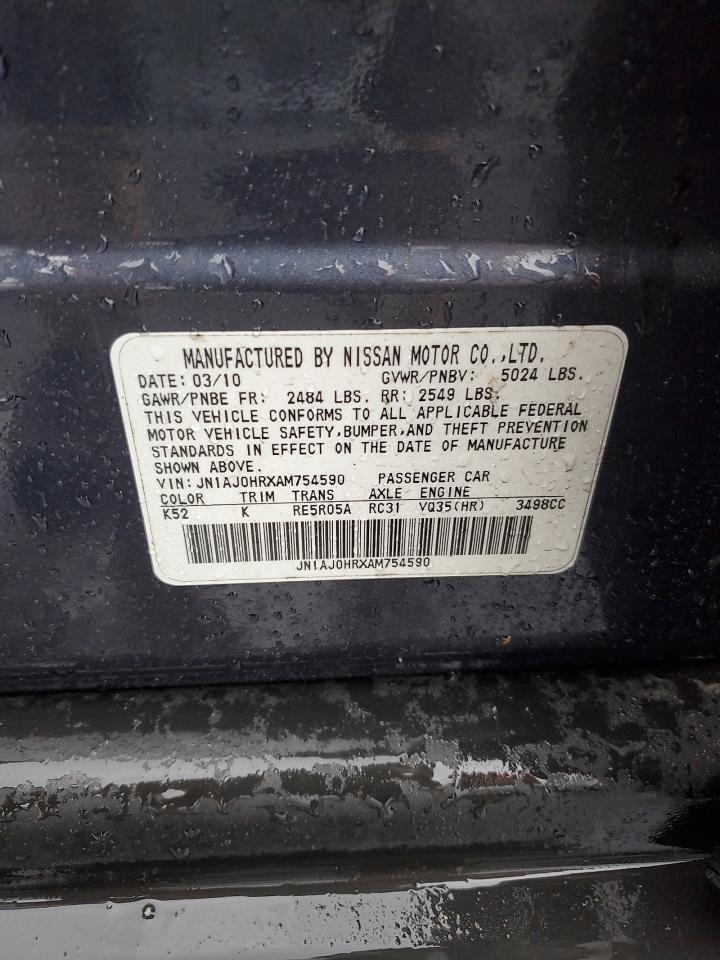 MANUFACTURED BY NISSAN MOTOR CO.,LTD.
DATE: 03/10 GVWR/PNBV: 5024 LBS.
GAWR/PNBE FR: 2484 LBS. RR: 2549 LBS.
THIS VEHICLE CONFORMS TO ALL APPLICABLE FEDERAL
MOTOR VEHICLE SAFETY,BUMPER,AND THEFT PREVENTION
STANDARDS IN EFFECT ON THE DATE OF MANUFACTURE
SHOWN ABOVE.
VIN: JN1AJ0HRXAM754590 PASSENGER CAR
COLOR TRIM TRANS AXLE ENGINE
K52 K RE5R05A RC31 VQ35(HR) 3498CC
JN1AJ0HRXAM754590